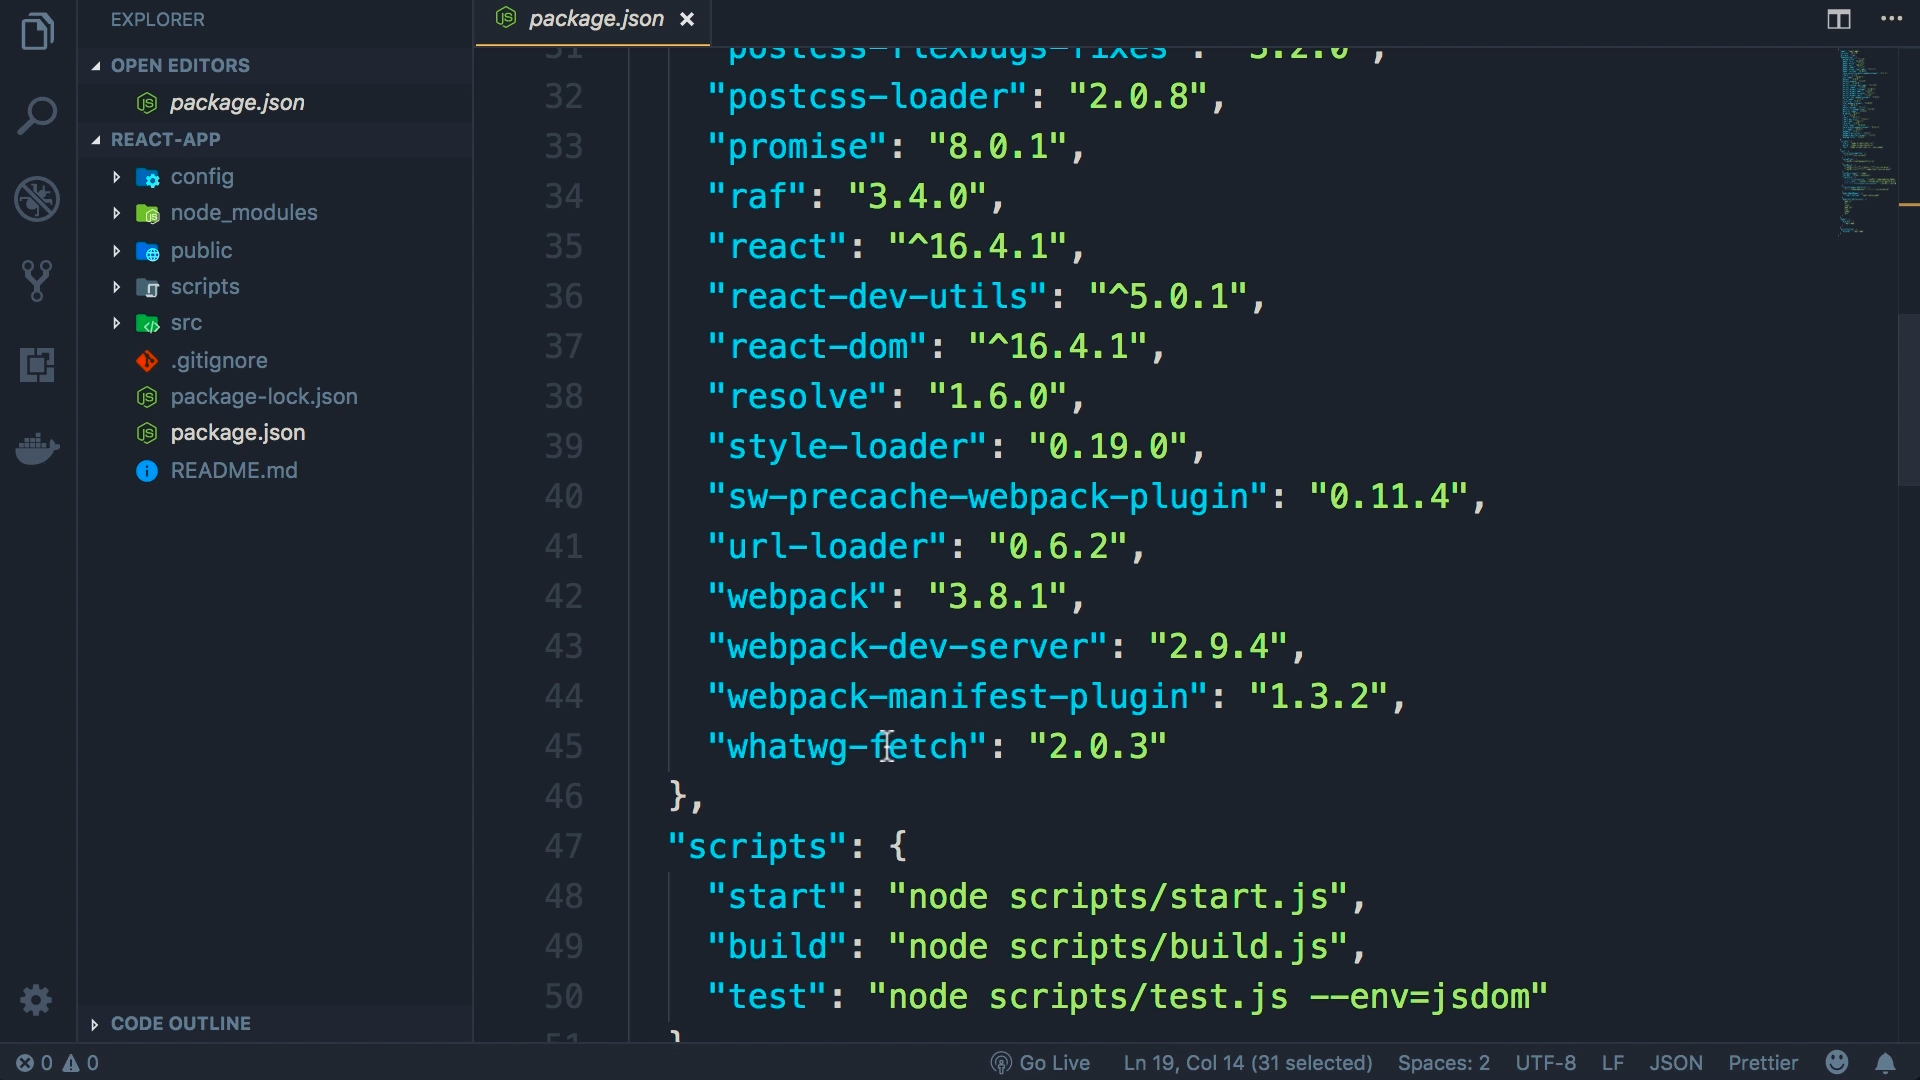 EXPLORER
OPEN EDITORS
package.json
REACT-APP
config
node_modules
public
scripts
src
.gitignore
package-lock.json
package.json
README.md
CODE OUTLINE
package.json
31 "postcss-flexbugs-fixes": "3.2.0",
32 "postcss-loader": "2.0.8",
33 "promise": "8.0.1",
34 "raf": "3.4.0",
35 "react": "^16.4.1",
36 "react-dev-utils": "^5.0.1",
37 "react-dom": "^16.4.1",
38 "resolve": "1.6.0",
39 "style-loader": "0.19.0",
40 "sw-precache-webpack-plugin": "0.11.4",
41 "url-loader": "0.6.2",
42 "webpack": "3.8.1",
43 "webpack-dev-server": "2.9.4",
44 "webpack-manifest-plugin": "1.3.2",
45 "whatwg-fetch": "2.0.3"
46 },
47 "scripts": {
48 "start": "node scripts/start.js",
49 "build": "node scripts/build.js",
50 "test": "node scripts/test.js --env=jsdom"
51 }
0 0 Go Live Ln 19, Col 14 (31 selected) Spaces: 2 UTF-8 LF JSON Prettier